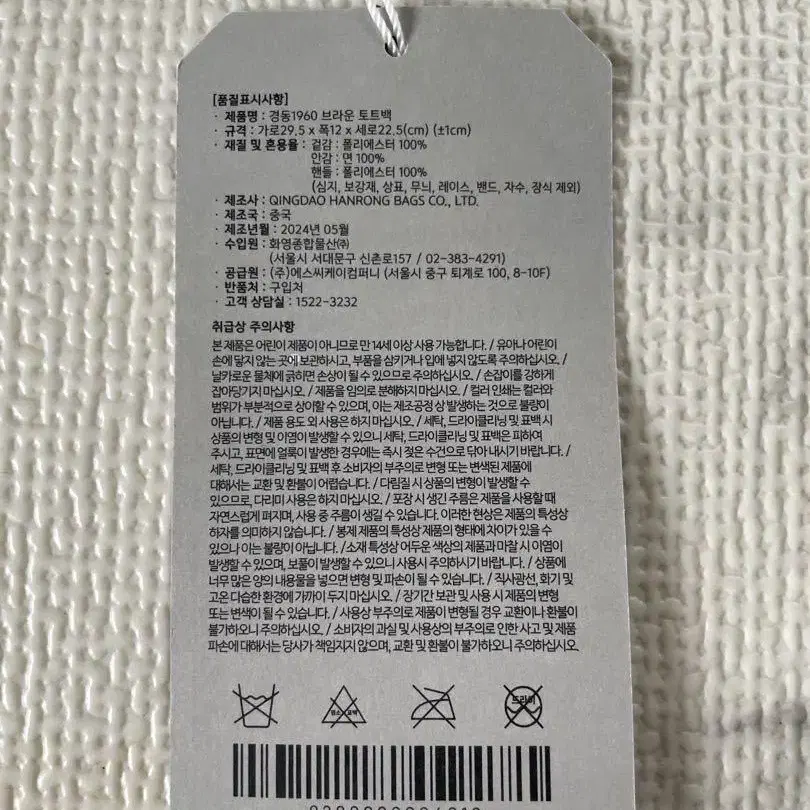 [품질표시사항]
· 제품명 : 경동1960 브라운 토트백
· 규격 : 가로29.5 x 폭12 x 세로22.5(cm) (±1cm)
· 재질 및 혼용율 : 겉감 : 폴리에스터 100%
안감 : 면 100%
핸들 : 폴리에스터 100%
(심지, 보강재, 상표, 무늬, 레이스, 밴드, 자수, 장식 제외)
· 제조사 : QINGDAO HANRONG BAGS CO., LTD.
· 제조국 : 중국
· 제조년월 : 2024년 05월
· 수입원 : 화영종합물산㈜
(서울시 서대문구 신촌로157 / 02-383-4291)
· 공급원 : (주)에스씨케이컴퍼니 (서울시 중구 퇴계로 100, 8-10F)
· 반품처 : 구입처
· 고객 상담실 : 1522-3232
취급상 주의사항
본 제품은 어린이 제품이 아니므로 만 14세 이상 사용 가능합니다. / 유아나 어린이
손에 닿지 않는 곳에 보관하시고, 부품을 삼키거나 입에 넣지 않도록 주의하십시오. /
날카로운 물체에 긁히면 손상이 될 수 있으므로 주의하십시오. / 손잡이를 강하게
잡아당기지 마십시오. / 제품을 임의로 분해하지 마십시오. / 컬러 인쇄는 컬러와
범위가 부분적으로 상이할 수 있으며, 이는 제조공정 상 발생하는 것으로 불량이
아닙니다. / 제품 용도 외 사용은 하지 마십시오. / 세탁, 드라이클리닝 및 표백 시
상품의 변형 및 이염이 발생할 수 있으니 세탁, 드라이클리닝 및 표백은 피하여
주시고, 표면에 얼룩이 발생한 경우에는 즉시 젖은 수건으로 닦아 내시기 바랍니다. /
세탁, 드라이클리닝 및 표백 후 소비자의 부주의로 변형 또는 변색된 제품에
대해서는 교환 및 환불이 어렵습니다. / 다림질 시 상품의 변형이 발생할 수
있으므로, 다리미 사용은 하지 마십시오. / 포장 시 생긴 주름은 제품을 사용할 때
자연스럽게 펴지며, 사용 중 주름이 생길 수 있습니다. 이러한 현상은 제품의 특성상
하자를 의미하지 않습니다. / 봉제 제품의 특성상 제품의 형태에 차이가 있을 수
있으나 이는 불량이 아닙니다. /소재 특성상 어두운 색상의 제품과 마찰 시 이염이
발생할 수 있으며, 보풀이 발생할 수 있으니 사용시 주의하시기 바랍니다. / 상품에
너무 많은 양의 내용물을 넣으면 변형 및 파손이 될 수 있습니다. / 직사광선, 화기 및
고온 다습한 환경에 가까이 두지 마십시오. / 장기간 보관 및 사용 시 제품의 변형
또는 변색이 될 수 있습니다. / 사용상 부주의로 제품이 변형될 경우 교환이나 환불이
불가하오니 주의하십시오. / 소비자의 과실 및 사용상의 부주의로 인한 사고 및 제품
파손에 대해서는 당사가 책임지지 않으며, 교환 및 환불이 불가하오니 주의하십시오.
드라이